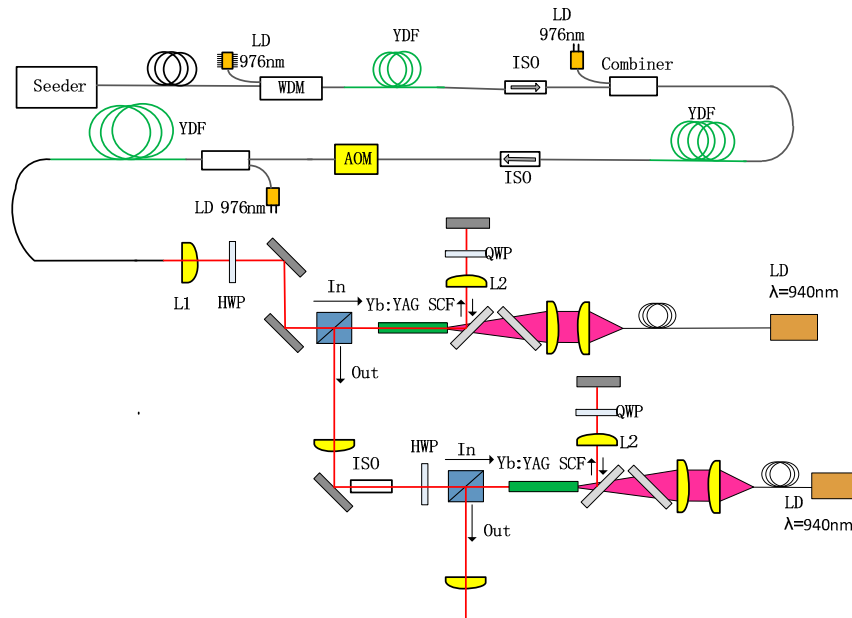 LD
976nm
YDF
LD
976nm
ISO
Combiner
Seeder
WDM
YDF
YDF
AOM
ISO
LD 976nm
QWP
L2
LD
λ=940nm
L1
HWP
In
Yb:YAG SCF
Out
QWP
L2
HWP
In
ISO
Yb:YAG SCF
Out
LD
λ=940nm